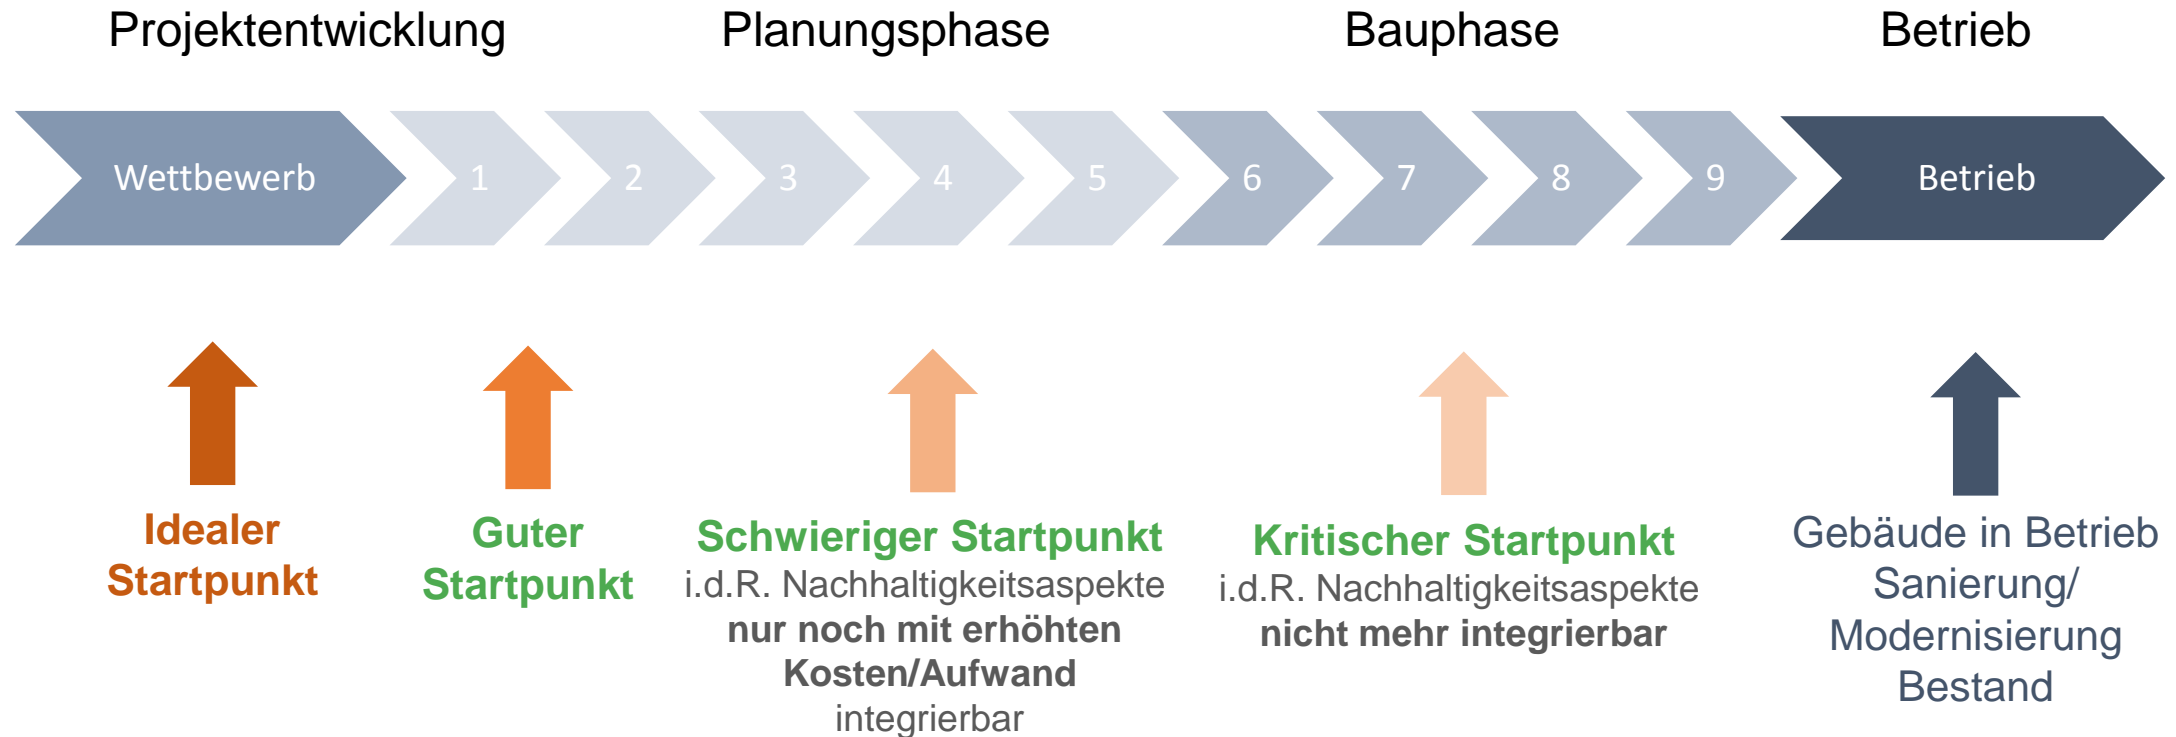 Projektentwicklung
Planungsphase
Bauphase
Betrieb
Wettbewerb
1
2
3
4
5
6
7
8
9
Betrieb
Idealer
Startpunkt
Guter
Startpunkt
Schwieriger Startpunkt
i.d.R. Nachhaltigkeitsaspekte
nur noch mit erhöhten
Kosten/Aufwand
integrierbar
Kritischer Startpunkt
i.d.R. Nachhaltigkeitsaspekte
nicht mehr integrierbar
Gebäude in Betrieb
Sanierung/
Modernisierung
Bestand